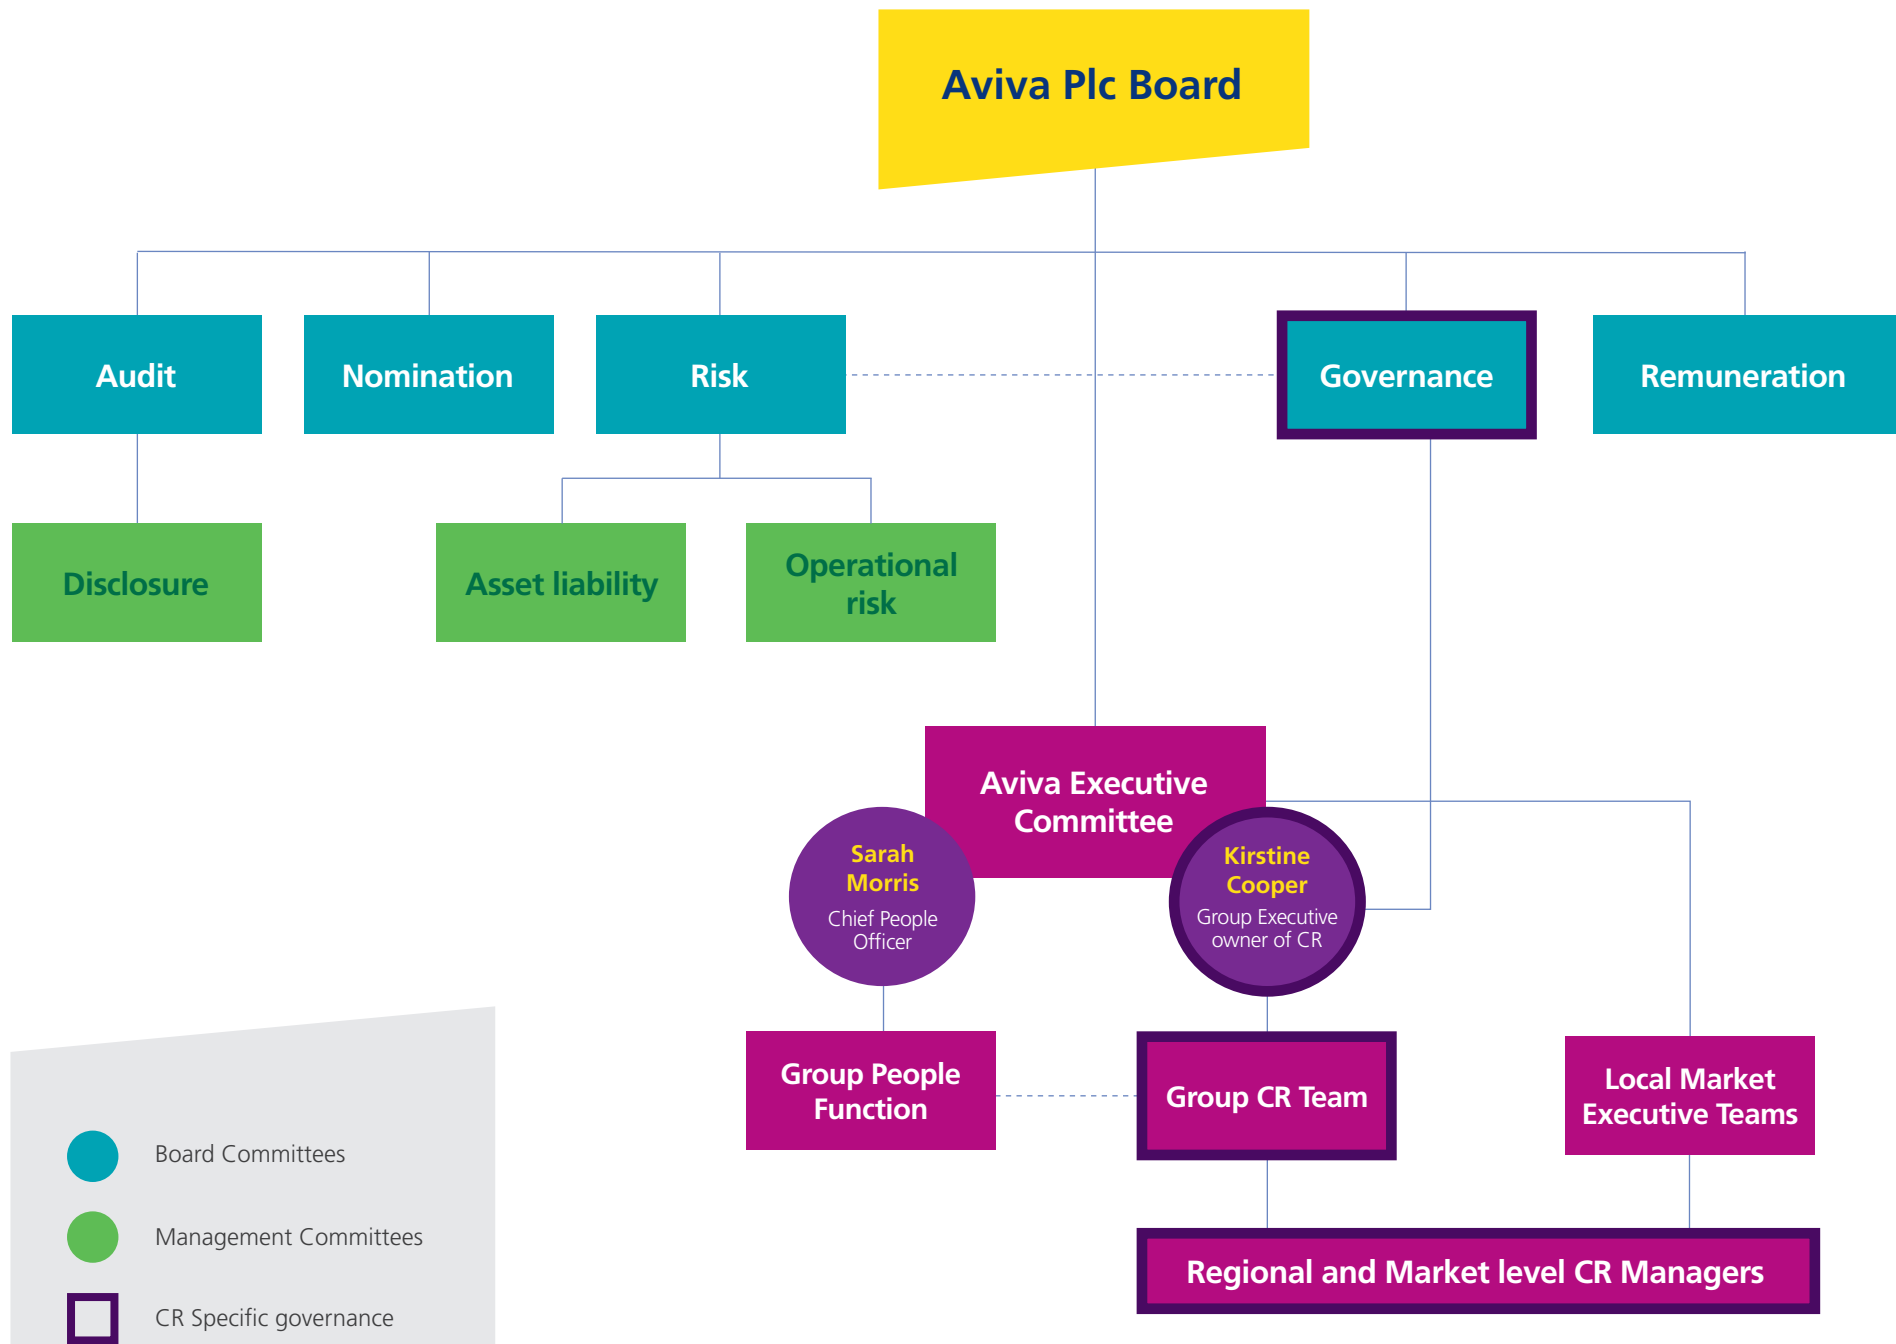 Aviva Plc Board
Audit
Nomination
Risk
Governance
Remuneration
Disclosure
Asset liability
Operational
risk
Aviva Executive
Committee
Sarah
Morris
Chief People
Officer
Kirstine
Cooper
Group Executive
owner of CR
Group People
Function
Group CR Team
Local Market
Executive Teams
Regional and Market level CR Managers
Board Committees
Management Committees
CR Specific governance